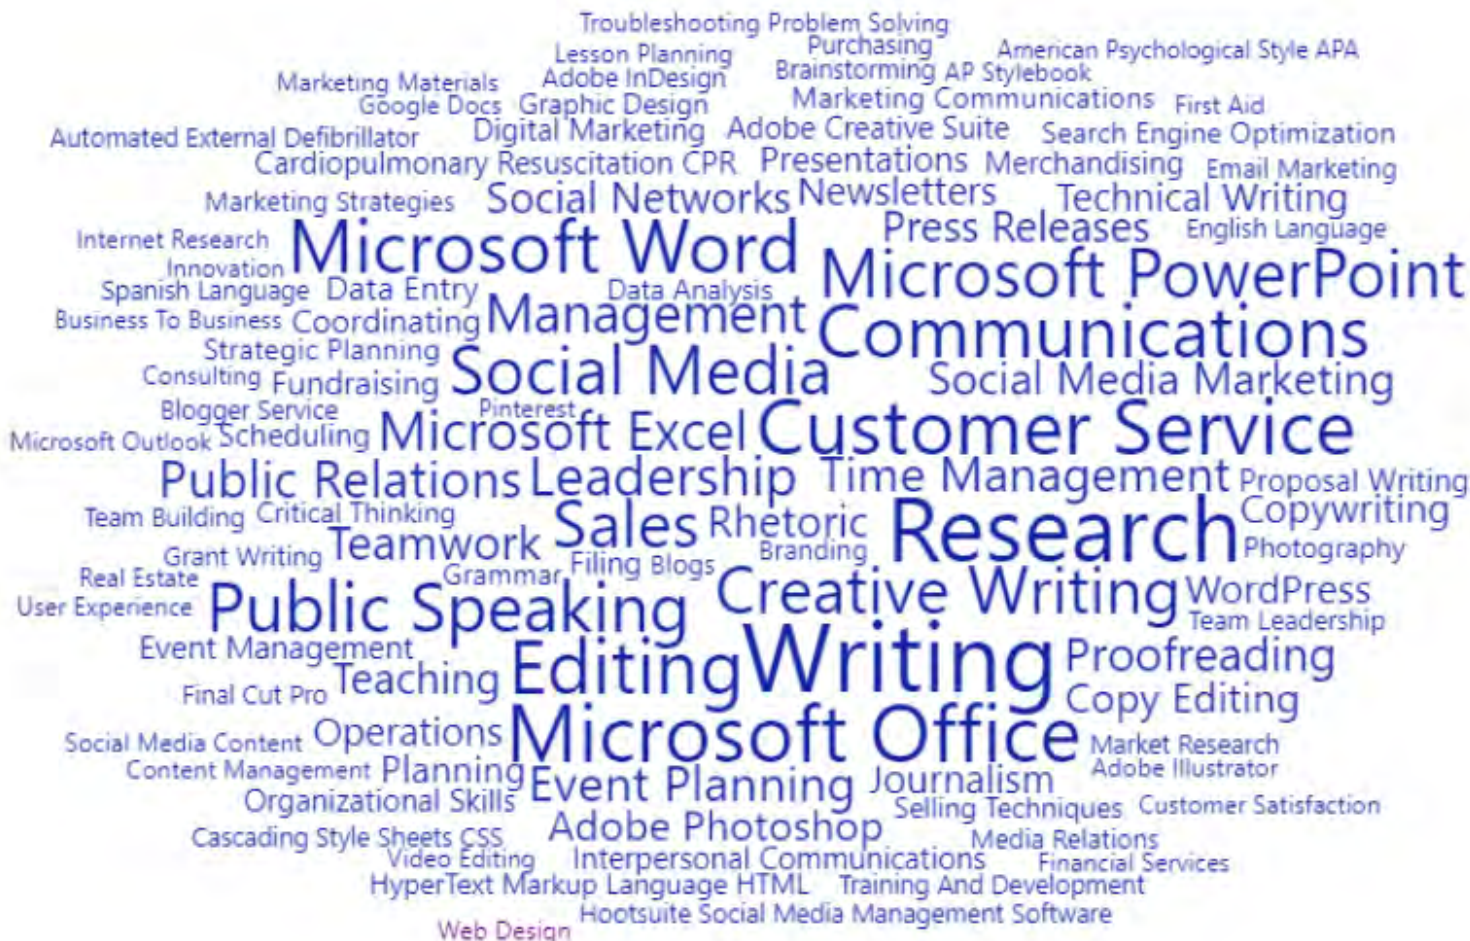 Troubleshooting Problem Solving
Lesson Planning Purchasing American Psychological Style APA
Marketing Materials Adobe InDesign Brainstorming AP Stylebook
Google Docs Graphic Design Marketing Communications First Aid
Automated External Defibrillator Digital Marketing Adobe Creative Suite Search Engine Optimization
Cardiopulmonary Resuscitation CPR Presentations Merchandising Email Marketing
Marketing Strategies Social Networks Newsletters Technical Writing
Internet Research Microsoft Word Press Releases English Language
Innovation Microsoft PowerPoint
Spanish Language Data Entry Data Analysis
Business To Business Coordinating Management Communications
Strategic Planning
Consulting Fundraising Social Media Social Media Marketing
Blogger Service Pinterest
Microsoft Outlook Scheduling Microsoft Excel Customer Service
Public Relations Leadership Time Management Proposal Writing
Team Building Critical Thinking Sales Rhetoric Research Copywriting
Grant Writing Teamwork Branding Photography
Real Estate Grammar Filing Blogs
User Experience Public Speaking Creative Writing WordPress
Team Leadership
Event Management Editing Writing Proofreading
Final Cut Pro Teaching Copy Editing
Social Media Content Operations Microsoft Office Market Research
Content Management Planning Event Planning Journalism Adobe Illustrator
Organizational Skills Selling Techniques Customer Satisfaction
Cascading Style Sheets CSS Adobe Photoshop Media Relations
Video Editing Interpersonal Communications Financial Services
HyperText Markup Language HTML Training And Development
Hootsuite Social Media Management Software
Web Design